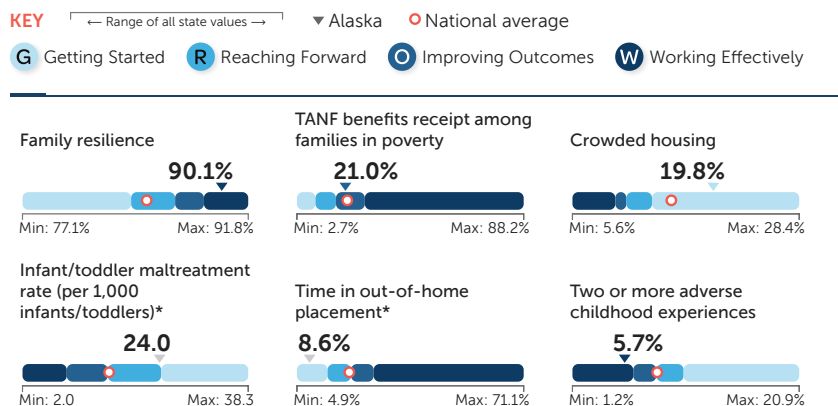 KEY ← Range of all state values → Alaska National average
G Getting Started R Reaching Forward O Improving Outcomes W Working Effectively
Family resilience
90.1%
Min: 77.1% Max: 91.8%
TANF benefits receipt among
families in poverty
21.0%
Min: 2.7% Max: 88.2%
Crowded housing
19.8%
Min: 5.6% Max: 28.4%
Infant/toddler maltreatment
rate (per 1,000
infants/toddlers)*
24.0
Min: 2.0 Max: 38.3
Time in out-of-home
placement*
8.6%
Min: 4.9% Max: 71.1%
Two or more adverse
childhood experiences
5.7%
Min: 1.2% Max: 20.9%